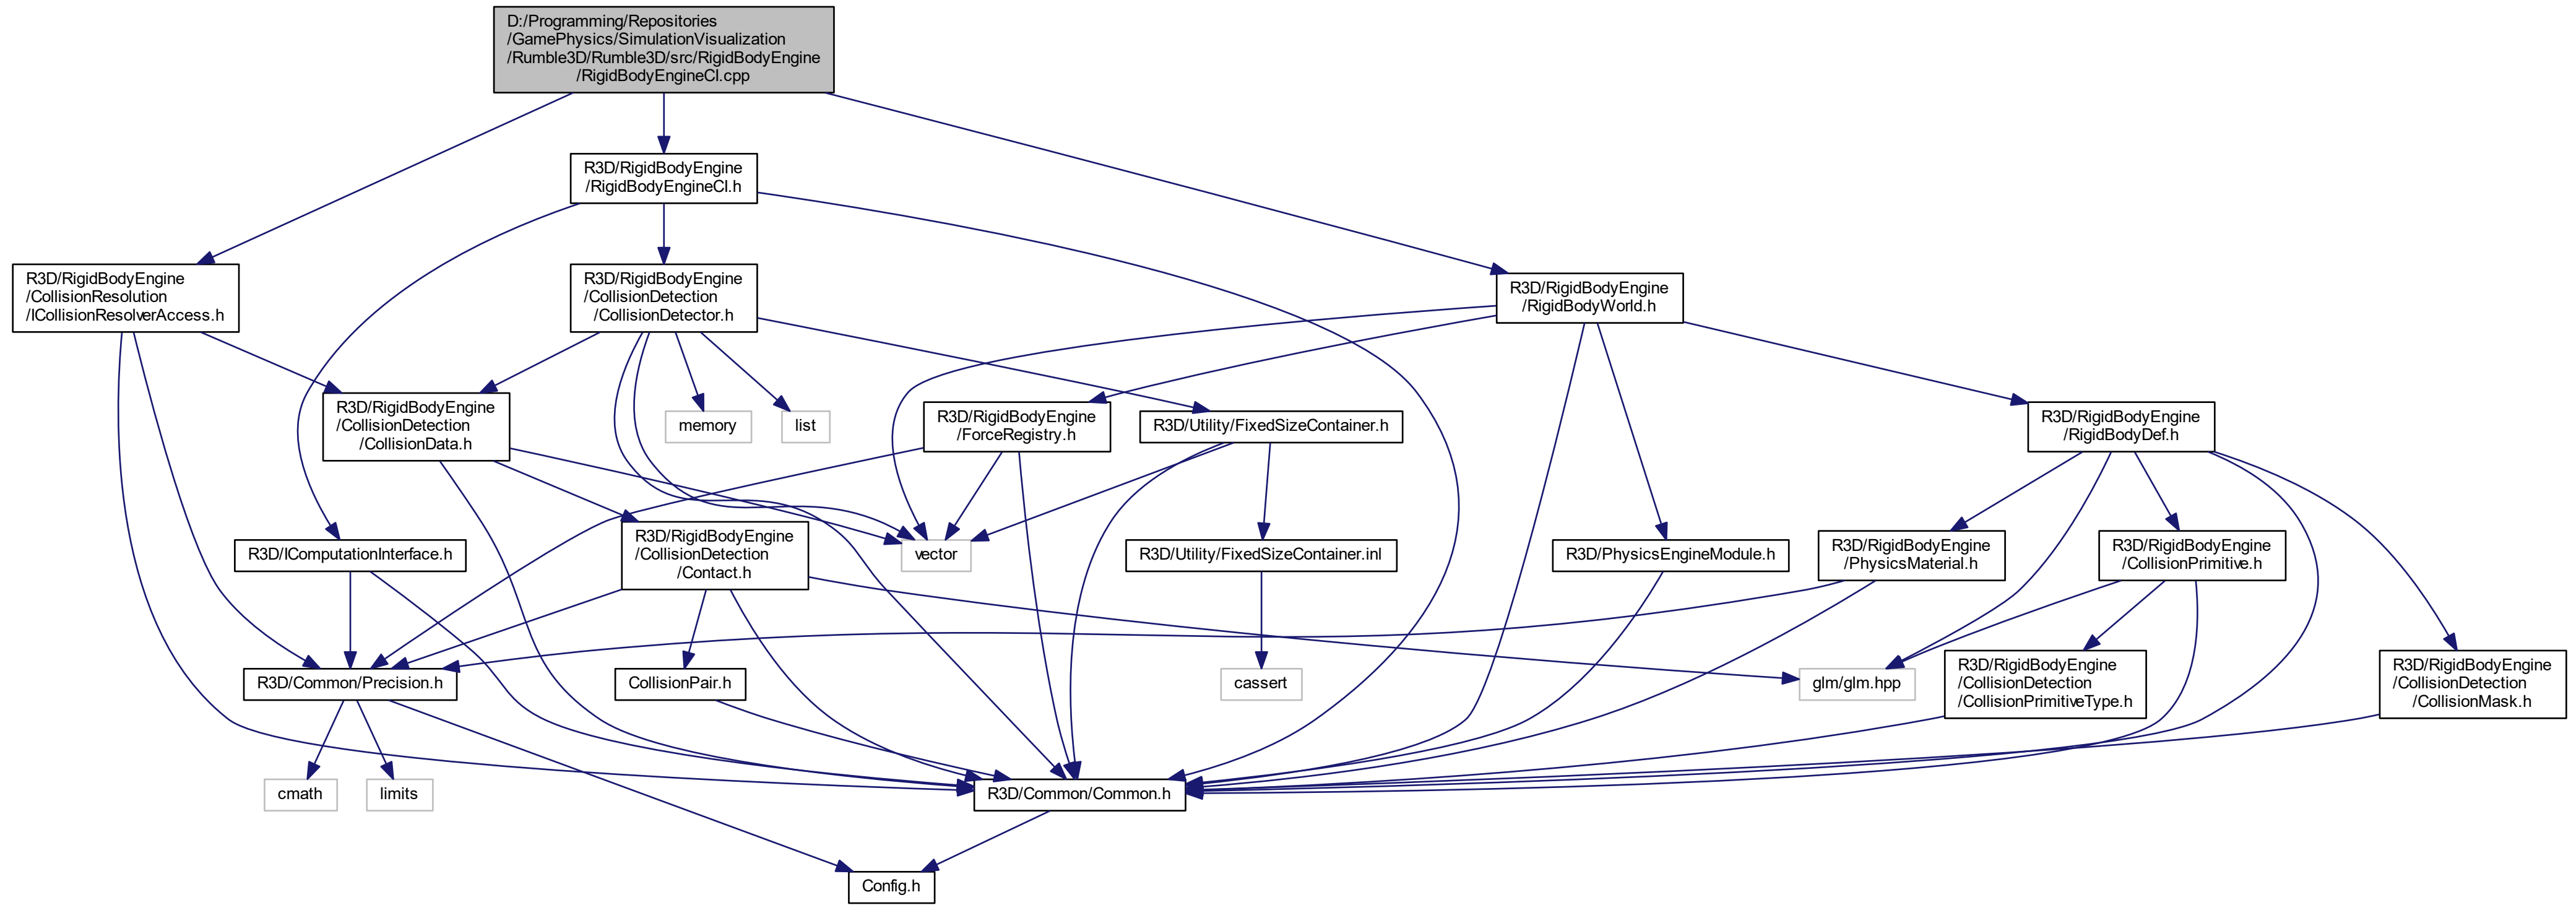 D:/Programming/Repositories
/GamePhysics/SimulationVisualization
/Rumble3D/Rumble3D/src/RigidBodyEngine
/RigidBodyEngineCI.cpp
R3D/RigidBodyEngine
/RigidBodyEngineCI.h
R3D/RigidBodyEngine
/CollisionResolution
/ICollisionResolverAccess.h
R3D/RigidBodyEngine
/CollisionDetection
/CollisionDetector.h
R3D/RigidBodyEngine
/RigidBodyWorld.h
R3D/RigidBodyEngine
/CollisionDetection
/CollisionData.h
memory
list
R3D/RigidBodyEngine
/ForceRegistry.h
R3D/Utility/FixedSizeContainer.h
R3D/RigidBodyEngine
/RigidBodyDef.h
R3D/IComputationInterface.h
R3D/RigidBodyEngine
/CollisionDetection
/Contact.h
vector
R3D/Utility/FixedSizeContainer.inl
R3D/PhysicsEngineModule.h
R3D/RigidBodyEngine
/PhysicsMaterial.h
R3D/RigidBodyEngine
/CollisionPrimitive.h
R3D/Common/Precision.h
CollisionPair.h
cassert
glm/glm.hpp
R3D/RigidBodyEngine
/CollisionDetection
/CollisionPrimitiveType.h
R3D/RigidBodyEngine
/CollisionDetection
/CollisionMask.h
cmath
limits
R3D/Common/Common.h
Config.h